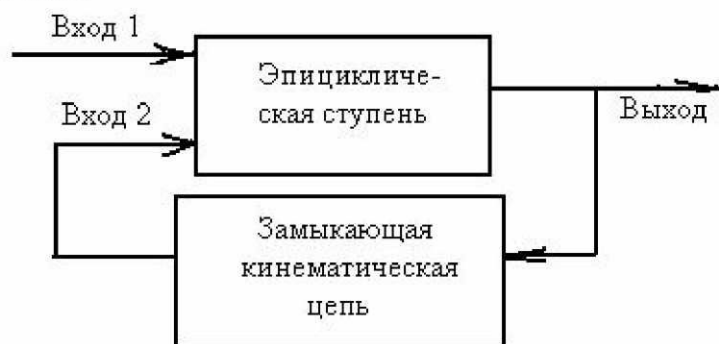 Вход 1
Эпицикличе-
ская ступень
Вход 2
Выход
Замыкающая
кинематическая
цепь